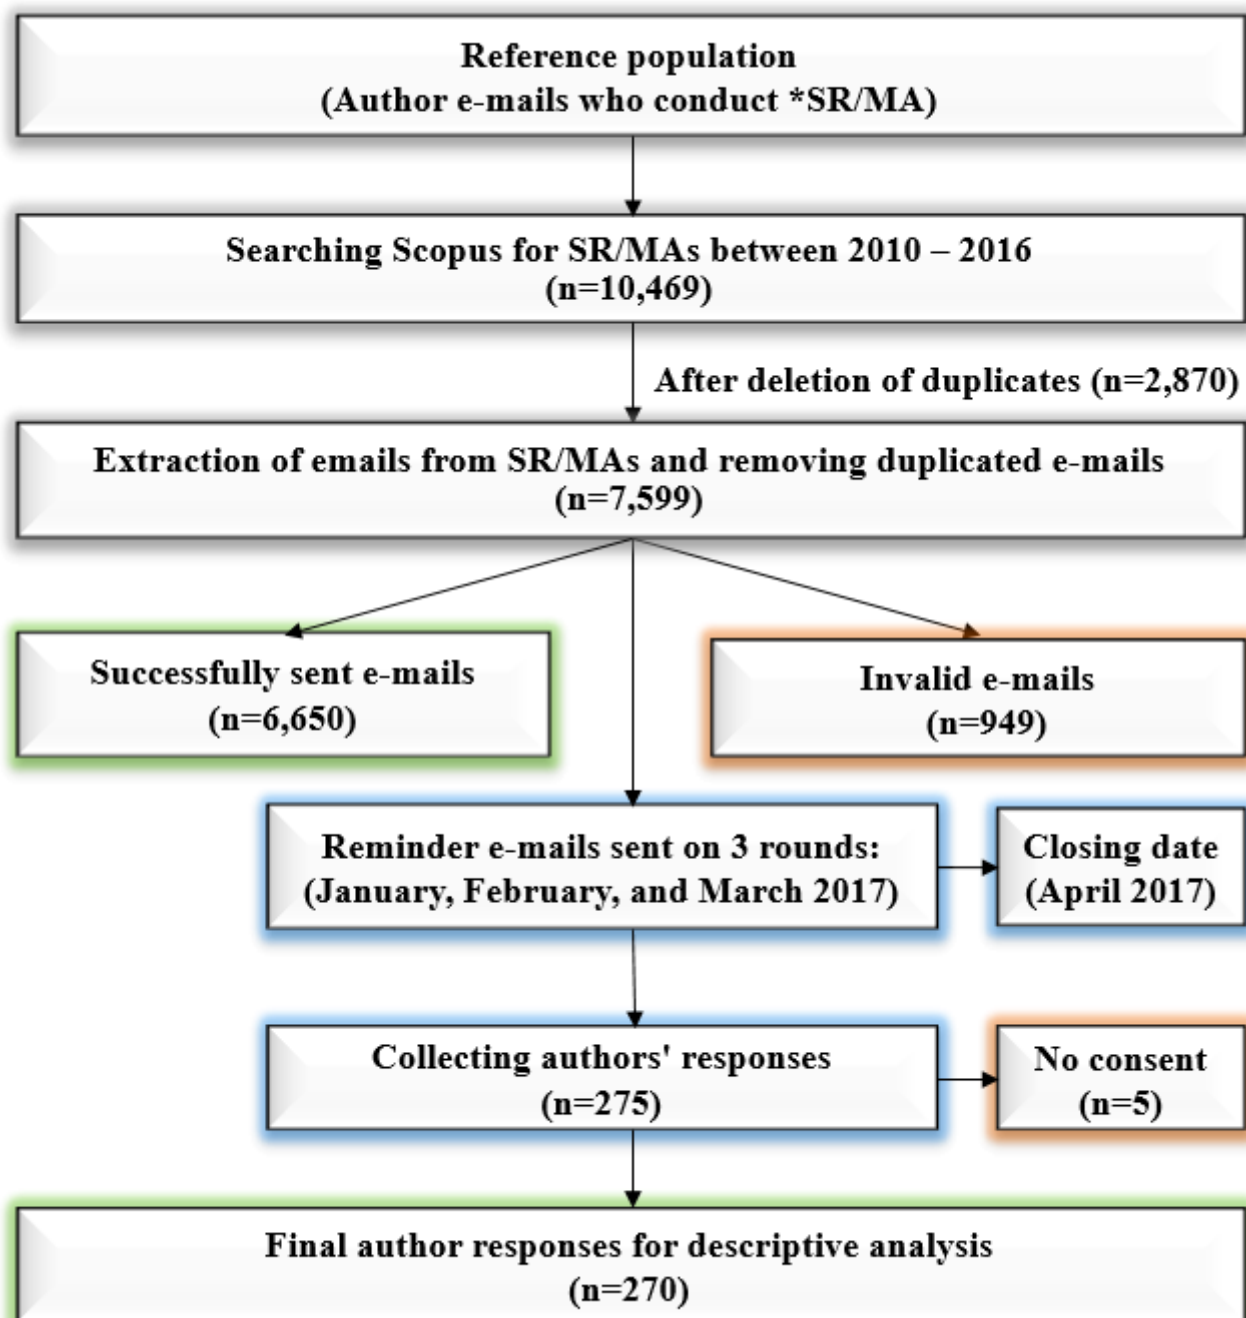 Reference population
(Author e-mails who conduct *SR/MA)
Searching Scopus for SR/MAs between 2010 – 2016
(n=10,469)
After deletion of duplicates (n=2,870)
Extraction of emails from SR/MAs and removing duplicated e-mails
(n=7,599)
Successfully sent e-mails
(n=6,650)
Invalid e-mails
(n=949)
Reminder e-mails sent on 3 rounds:
(January, February, and March 2017)
Closing date
(April 2017)
Collecting authors' responses
(n=275)
No consent
(n=5)
Final author responses for descriptive analysis
(n=270)